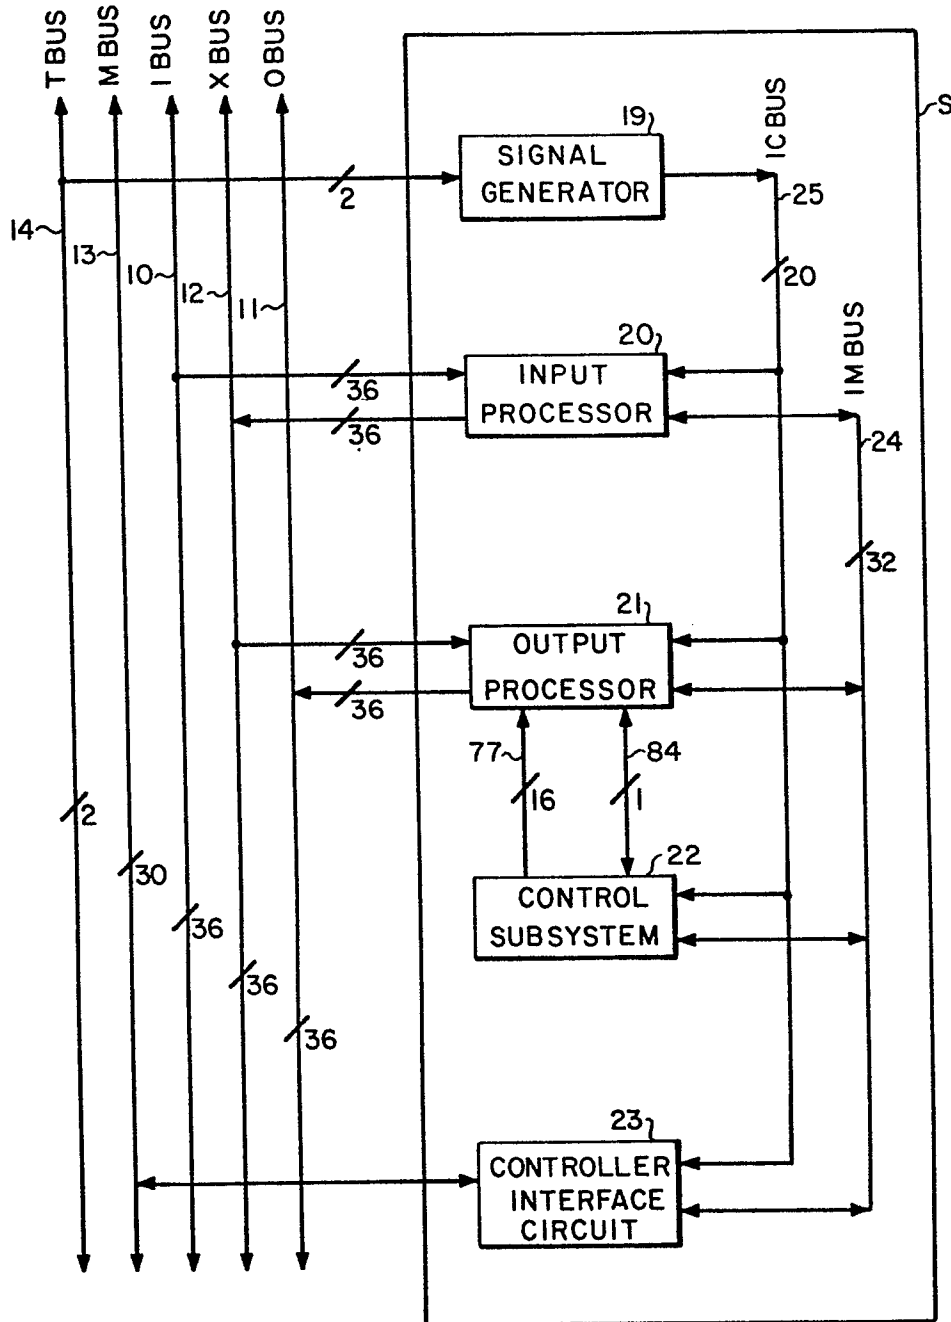 T BUS
M BUS
I BUS
X BUS
O BUS
S
19
SIGNAL
GENERATOR
IC BUS
2
25
14
13
10
12
11
20
20
INPUT
PROCESSOR
IM BUS
36
36
24
32
21
OUTPUT
PROCESSOR
36
36
77
84
16
1
2
22
CONTROL
SUBSYSTEM
30
36
36
36
23
CONTROLLER
INTERFACE
CIRCUIT